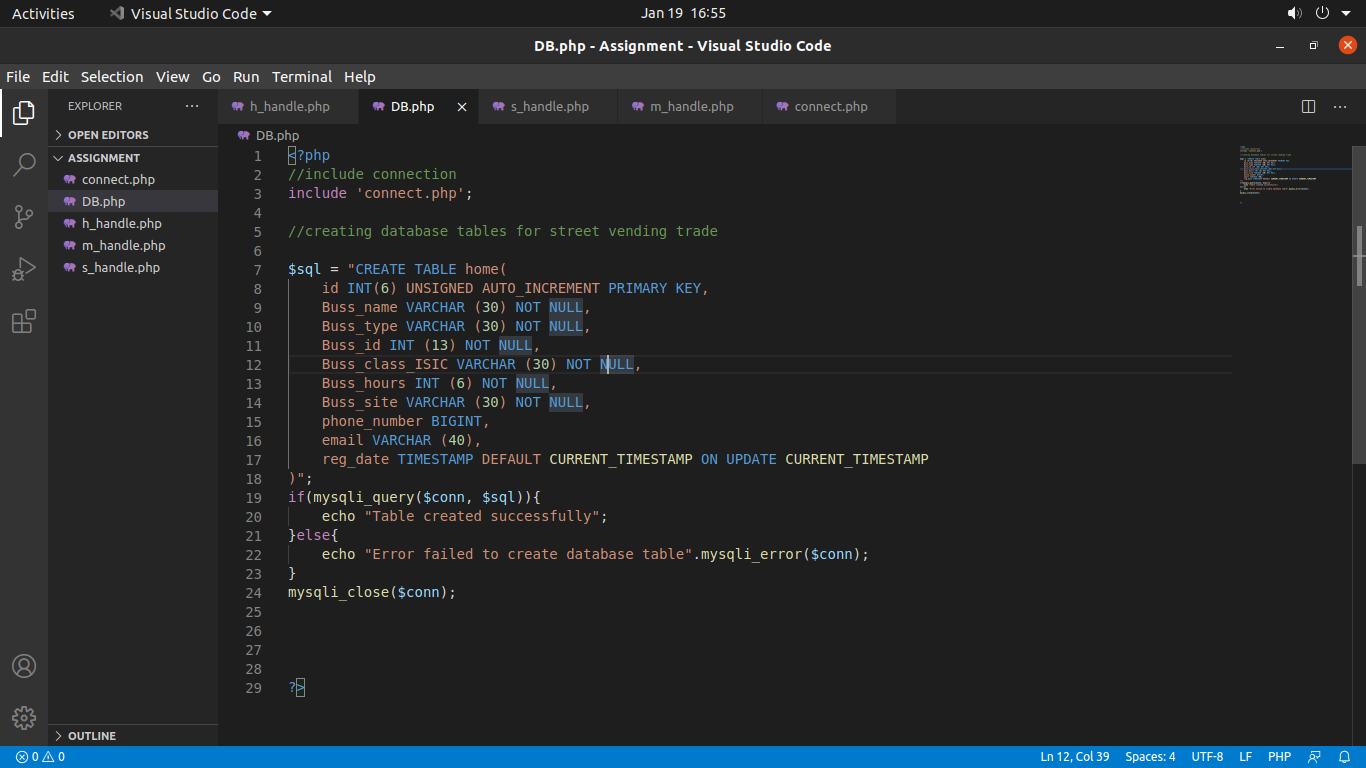 Activities
Visual Studio Code
Jan 19 16:55
DB.php - Assignment - Visual Studio Code
File Edit Selection View Go Run Terminal Help
EXPLORER
OPEN EDITORS
ASSIGNMENT
connect.php
DB.php
h_handle.php
m_handle.php
s_handle.php
OUTLINE
h_handle.php
DB.php
s_handle.php
m_handle.php
connect.php
DB.php
1 <?php
2 //include connection
3 include 'connect.php';
4
5 //creating database tables for street vending trade
6
7 $sql = "CREATE TABLE home(
8     id INT(6) UNSIGNED AUTO_INCREMENT PRIMARY KEY,
9     Buss_name VARCHAR (30) NOT NULL,
10     Buss_type VARCHAR (30) NOT NULL,
11     Buss_id INT (13) NOT NULL,
12     Buss_class_ISIC VARCHAR (30) NOT NULL,
13     Buss_hours INT (6) NOT NULL,
14     Buss_site VARCHAR (30) NOT NULL,
15     phone_number BIGINT,
16     email VARCHAR (40),
17     reg_date TIMESTAMP DEFAULT CURRENT_TIMESTAMP ON UPDATE CURRENT_TIMESTAMP
18 )";
19 if(mysqli_query($conn, $sql)){
20     echo "Table created successfully";
21 }else{
22     echo "Error failed to create database table".mysqli_error($conn);
23 }
24 mysqli_close($conn);
25
26
27
28
29 ?>
0 0
Ln 12, Col 39 Spaces: 4 UTF-8 LF PHP